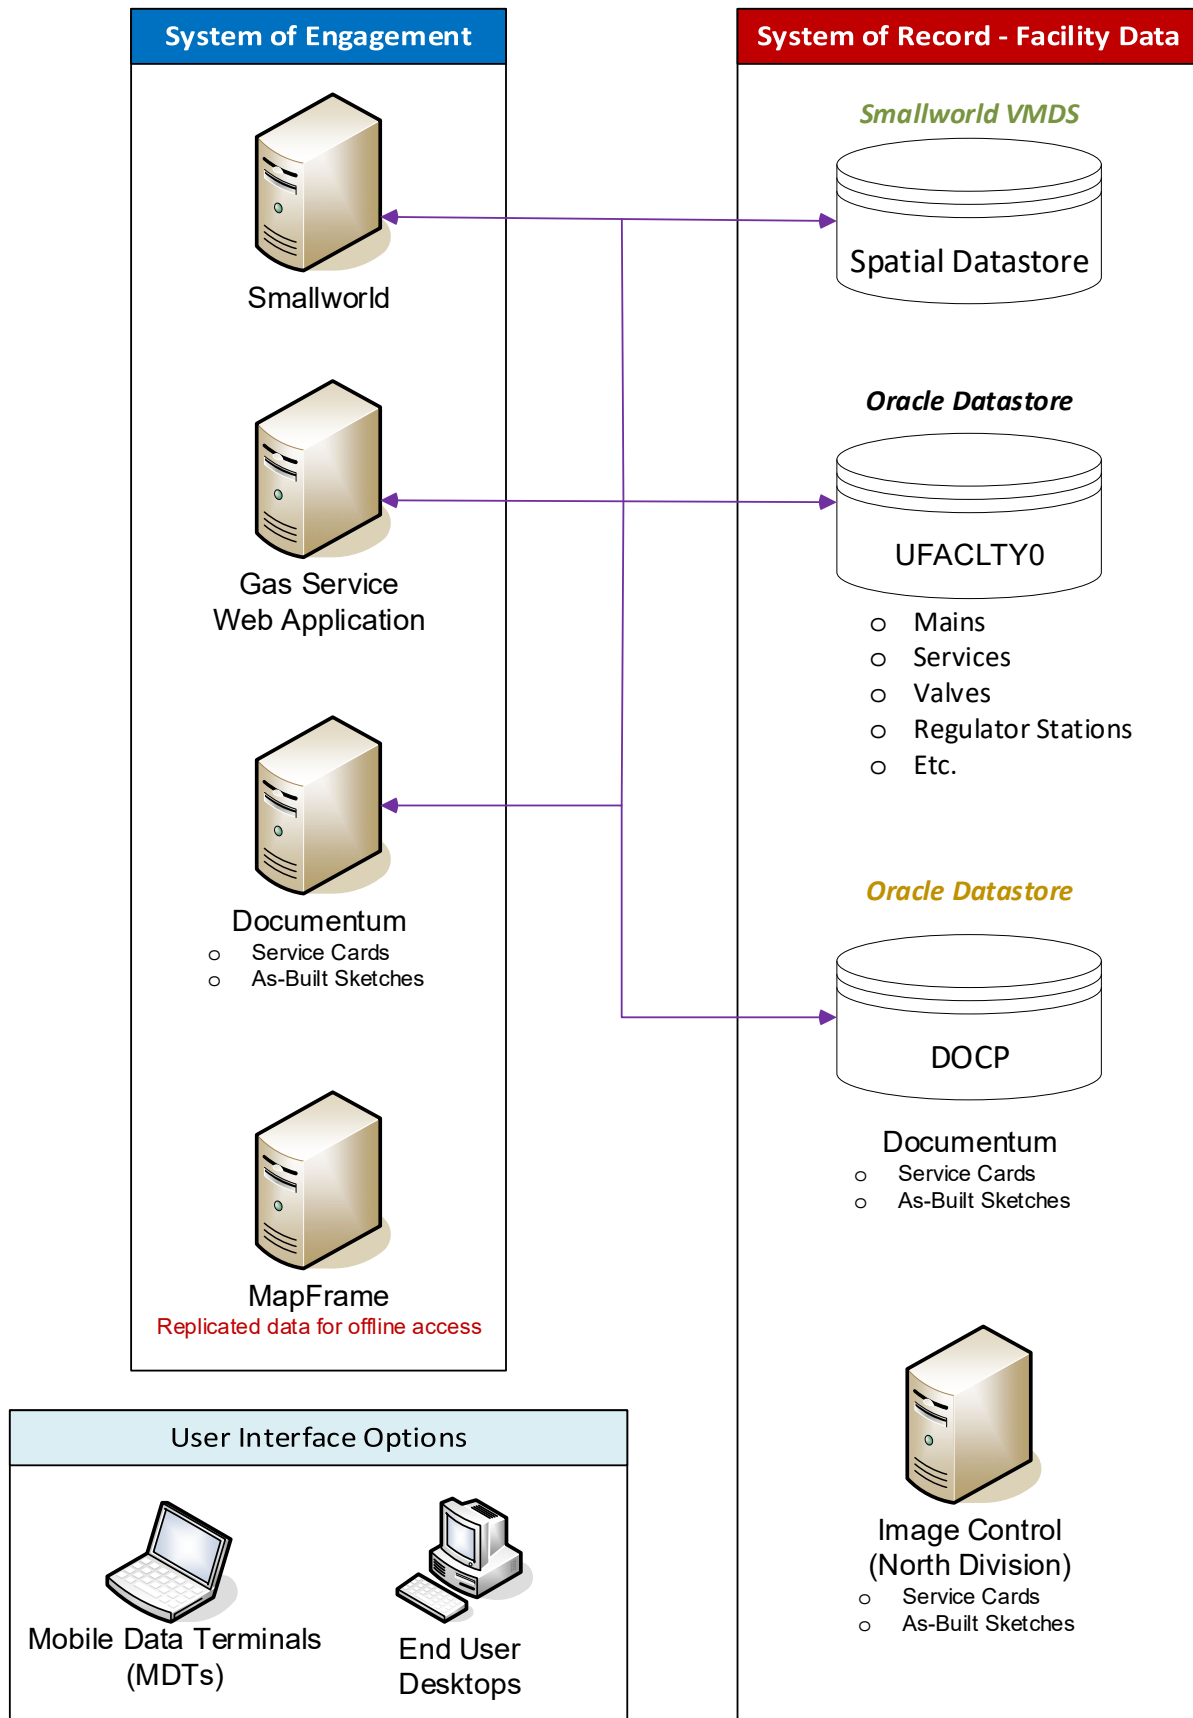 System of Engagement
Smallworld
Gas Service
Web Application
Documentum
o Service Cards
o As-Built Sketches
MapFrame
Replicated data for offline access
System of Record - Facility Data
Smallworld VMDS
Spatial Datastore
Oracle Datastore
UFACLTY0
o Mains
o Services
o Valves
o Regulator Stations
o Etc.
Oracle Datastore
DOCP
Documentum
o Service Cards
o As-Built Sketches
Image Control
(North Division)
o Service Cards
o As-Built Sketches
User Interface Options
Mobile Data Terminals
(MDTs)
End User
Desktops